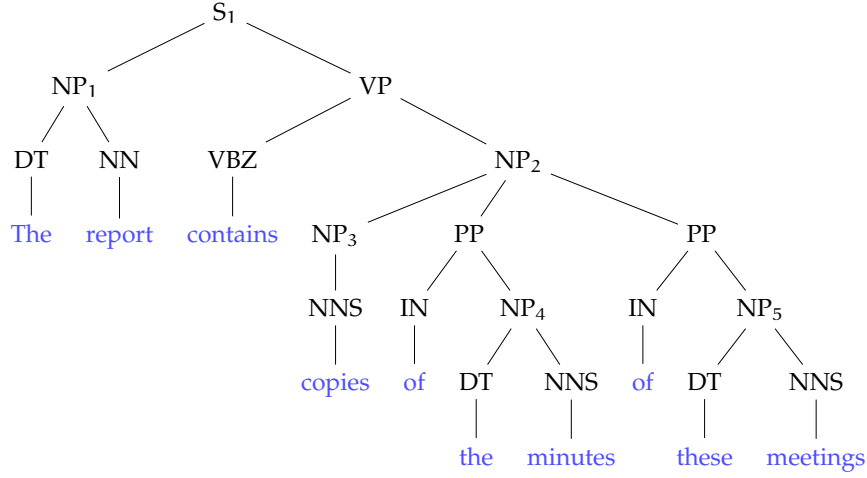 S₁
NP₁ VP
DT NN VBZ NP₂
The report contains NP₃ PP PP
NNS IN NP₄ IN NP₅
copies of DT NNS of DT NNS
the minutes these meetings